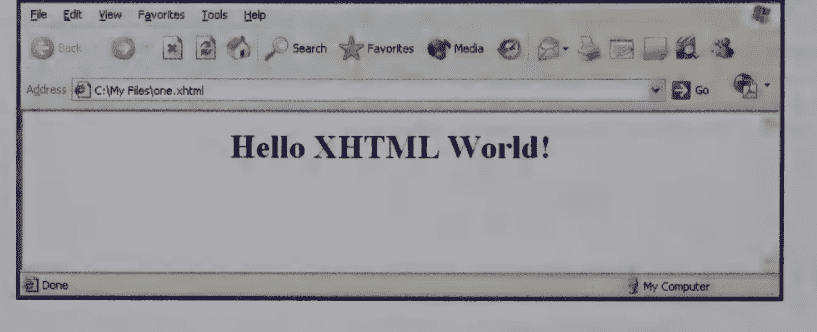 File Edit View Favorites Tools Help
Back Search Favorites Media
Address C:\My Files\one.xhtml Go
Hello XHTML World!
Done My Computer